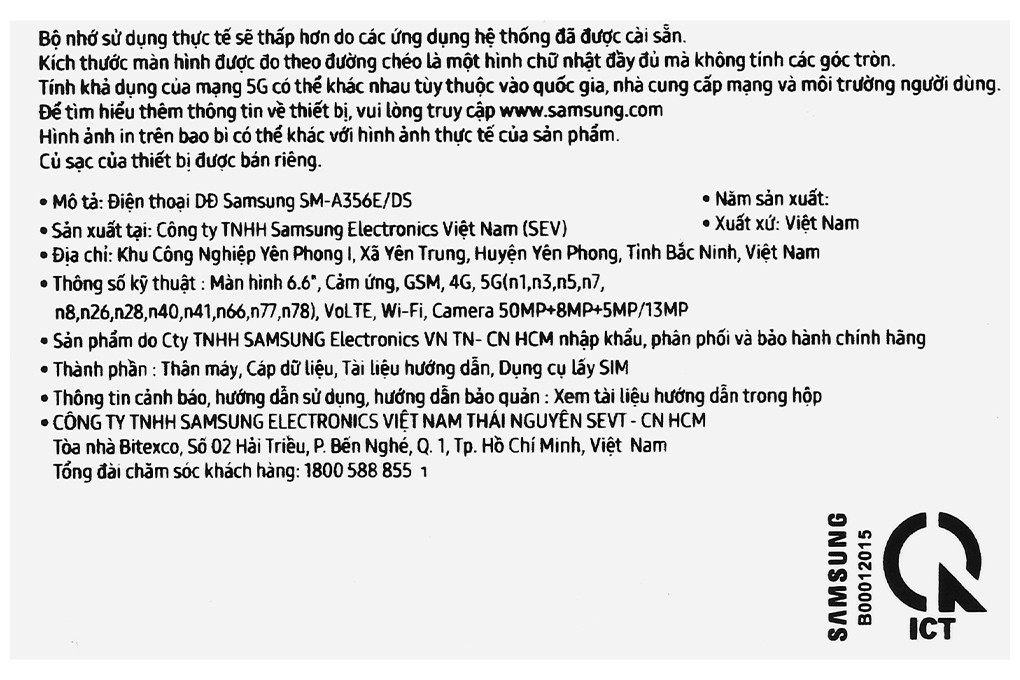 Bộ nhớ sử dụng thực tế sẽ thấp hơn do các ứng dụng hệ thống đã được cài sẵn.
Kích thước màn hình được đo theo đường chéo là một hình chữ nhật đầy đủ mà không tính các góc tròn.
Tính khả dụng của mạng 5G có thể khác nhau tùy thuộc vào quốc gia, nhà cung cấp mạng và môi trường người dùng.
Để tìm hiểu thêm thông tin về thiết bị, vui lòng truy cập www.samsung.com
Hình ảnh in trên bao bì có thể khác với hình ảnh thực tế của sản phẩm.
Củ sạc của thiết bị được bán riêng.
• Mô tả: Điện thoại DĐ Samsung SM-A356E/DS
• Năm sản xuất:
• Sản xuất tại: Công ty TNHH Samsung Electronics Việt Nam (SEV)
• Xuất xứ: Việt Nam
• Địa chỉ: Khu Công Nghiệp Yên Phong I, Xã Yên Trung, Huyện Yên Phong, Tỉnh Bắc Ninh, Việt Nam
• Thông số kỹ thuật : Màn hình 6.6", Cảm ứng, GSM, 4G, 5G(n1,n3,n5,n7,
n8,n26,n28,n40,n41,n66,n77,n78), VoLTE, Wi-Fi, Camera 50MP+8MP+5MP/13MP
• Sản phẩm do Cty TNHH SAMSUNG Electronics VN TN- CN HCM nhập khẩu, phân phối và bảo hành chính hãng
• Thành phần : Thân máy, Cáp dữ liệu, Tài liệu hướng dẫn, Dụng cụ lấy SIM
• Thông tin cảnh báo, hướng dẫn sử dụng, hướng dẫn bảo quản : Xem tài liệu hướng dẫn trong hộp
• CÔNG TY TNHH SAMSUNG ELECTRONICS VIỆT NAM THÁI NGUYÊN SEVT - CN HCM
Tòa nhà Bitexco, Số 02 Hải Triều, P. Bến Nghé, Q. 1, Tp. Hồ Chí Minh, Việt Nam
Tổng đài chăm sóc khách hàng: 1800 588 855 1
SAMSUNG
B00012015
ICT